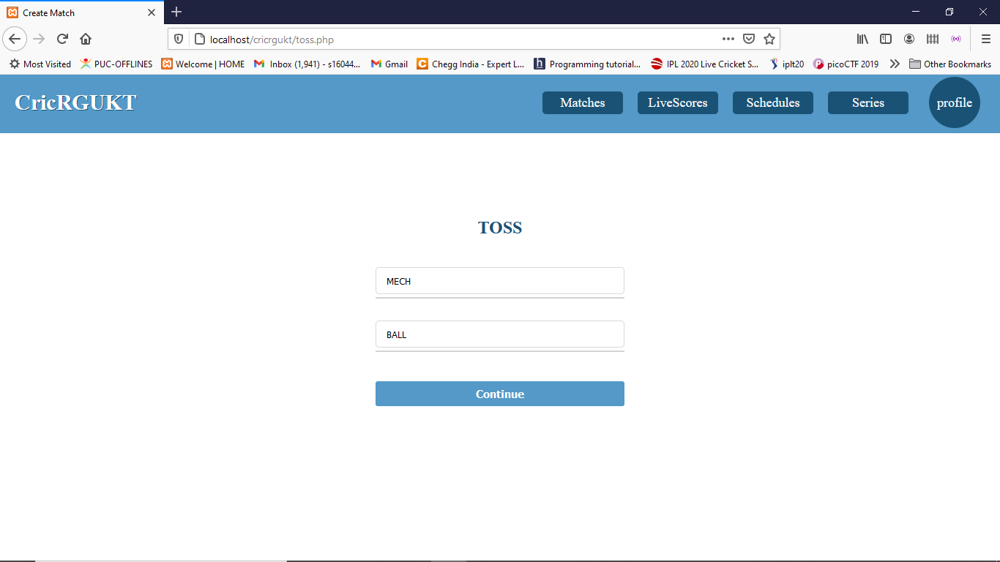 Create Match
localhost/cricrgukt/toss.php
Most Visited PUC-OFFLINES Welcome | HOME Inbox (1,941) - s16044... Gmail Chegg India - Expert L... Programming tutorial... IPL 2020 Live Cricket S... iplt20 picoCTF 2019 Other Bookmarks
CricRGUKT Matches LiveScores Schedules Series profile
TOSS
MECH
BALL
Continue